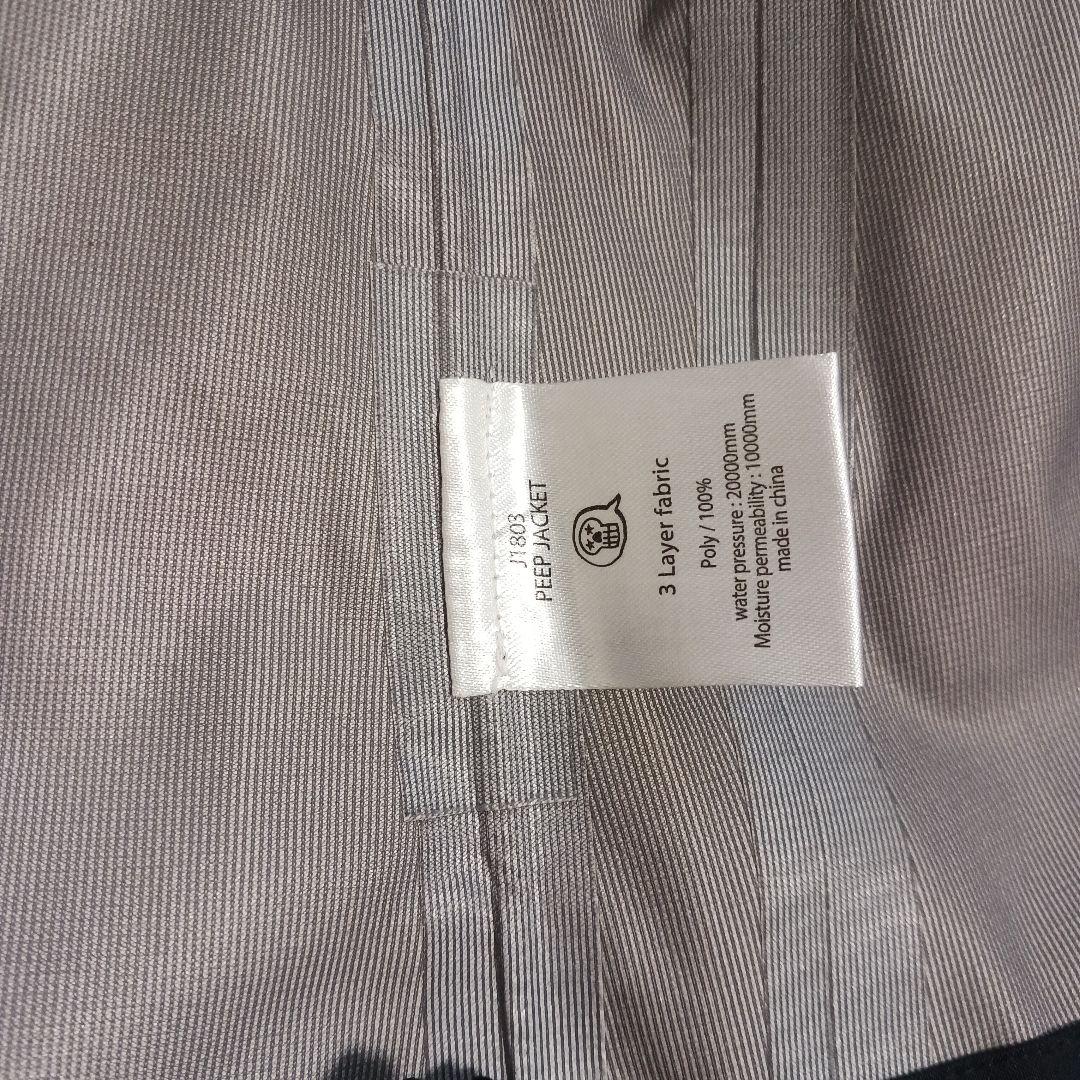 J1803
PEEP JACKET
3 Layer fabric
Poly / 100%
water pressure : 20000mm
Moisture permeability : 10000mm
made in china